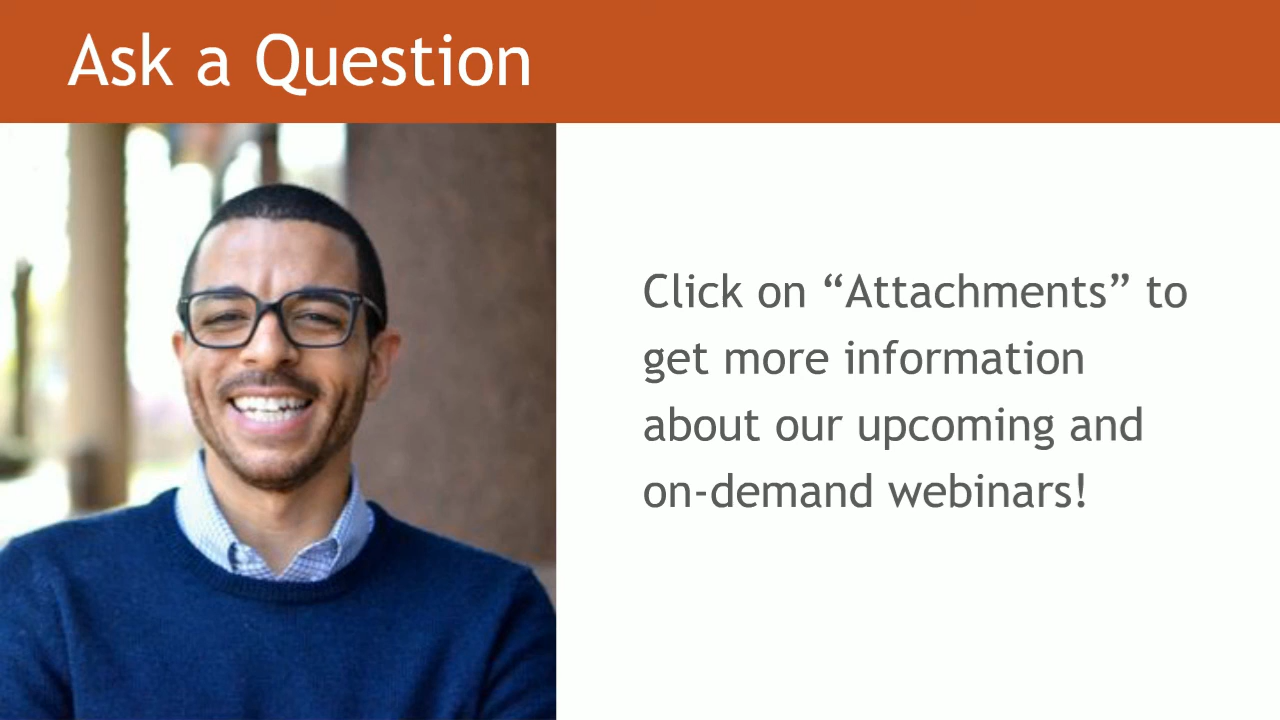 Ask a Question
Click on “Attachments” to
get more information
about our upcoming and
on-demand webinars!